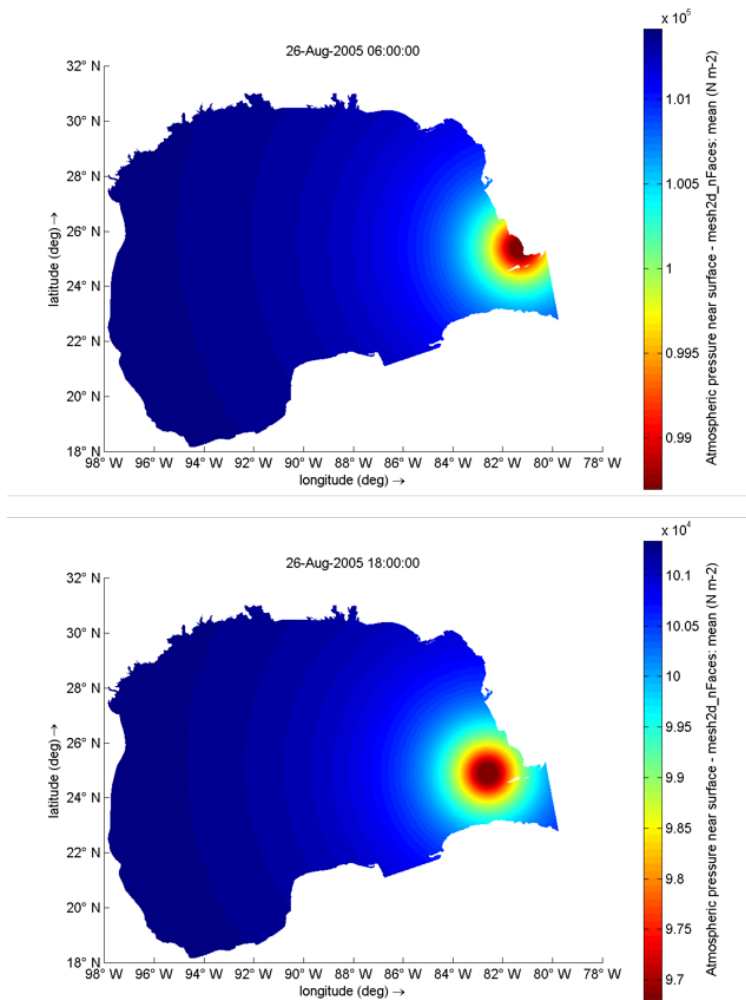 x 10⁵
26-Aug-2005 06:00:00
32° N
30° N
28° N
26° N
24° N
22° N
20° N
18° N
98° W 96° W 94° W 92° W 90° W 88° W 86° W 84° W 82° W 80° W 78° W
longitude (deg) →
latitude (deg) →
1.01
1.005
1
0.995
0.99
Atmospheric pressure near surface - mesh2d_nFaces: mean (N m-2)
x 10⁴
26-Aug-2005 18:00:00
32° N
30° N
28° N
26° N
24° N
22° N
20° N
18° N
98° W 96° W 94° W 92° W 90° W 88° W 86° W 84° W 82° W 80° W 78° W
longitude (deg) →
latitude (deg) →
10.1
10.05
10
9.95
9.9
9.85
9.8
9.75
9.7
Atmospheric pressure near surface - mesh2d_nFaces: mean (N m-2)